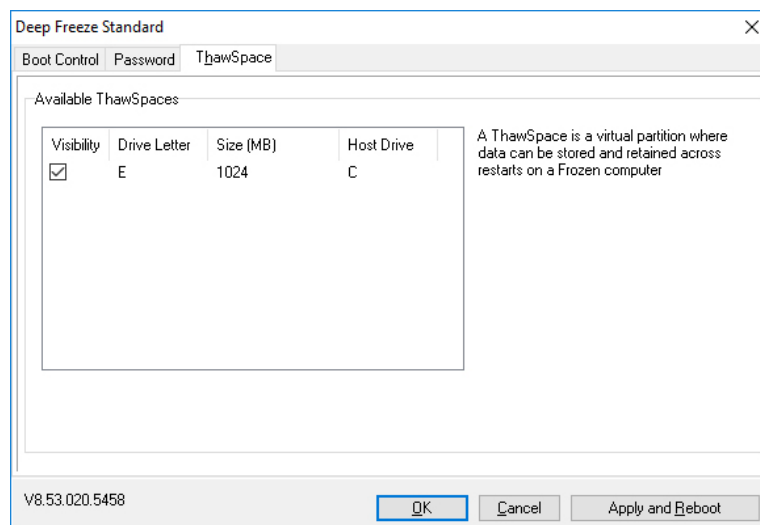 Deep Freeze Standard
Boot Control Password ThawSpace
Available ThawSpaces
Visibility Drive Letter Size (MB) Host Drive
E 1024 C
A ThawSpace is a virtual partition where
data can be stored and retained across
restarts on a Frozen computer
V8.53.020.5458
OK Cancel Apply and Reboot